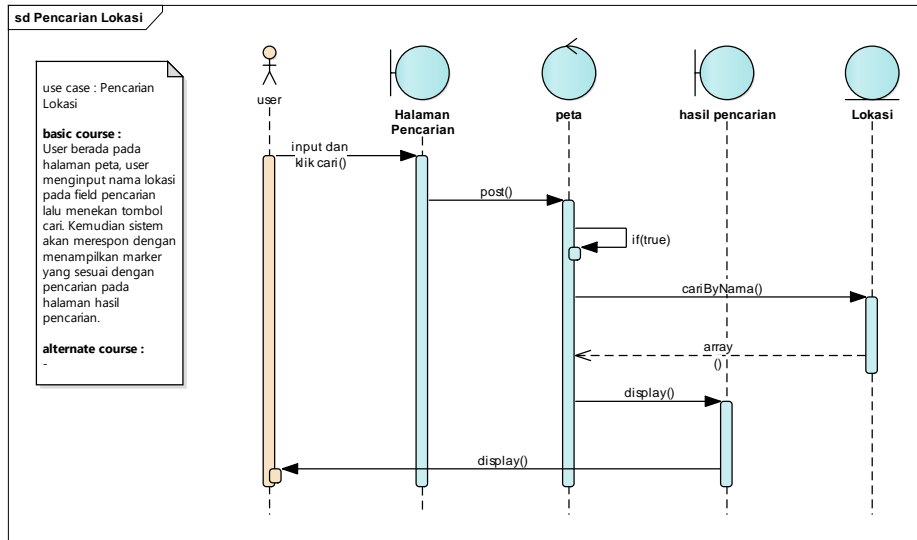 sd Pencarian Lokasi
use case : Pencarian
Lokasi
basic course :
User berada pada
halaman peta, user
menginput nama lokasi
pada field pencarian
lalu menekan tombol
cari. Kemudian sistem
akan merespon dengan
menampilkan marker
yang sesuai dengan
pencarian pada
halaman hasil
pencarian.
alternate course :
-
user
Halaman
Pencarian
peta
hasil pencarian
Lokasi
input dan
klik cari()
post()
if(true)
cariByNama()
array
()
display()
display()